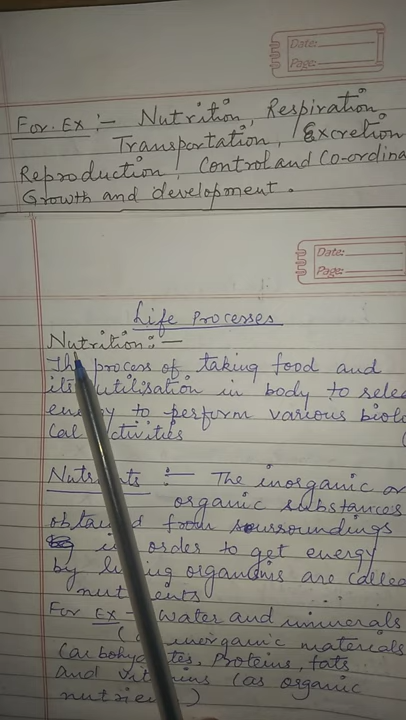 Date:
Page:
For. Ex :- Nutrition, Respiration
Transportation, Excretion
Reproduction, Control and Co-ordina
Growth and development.
Date:
Page:
Life Processes
Nutrition :-
The process of taking food and
its utilisation in body to selec
energy to perform various biolo
cal activities
Nutrients :- The inorganic or
organic substances
obtained from soursoundings
in order to get energy
by living organisms are called
nutrients.
For Ex - Water and minerals
inorganic materials
Carbohydrates, Proteins, fats
and vitamins (as organic
nutrients)